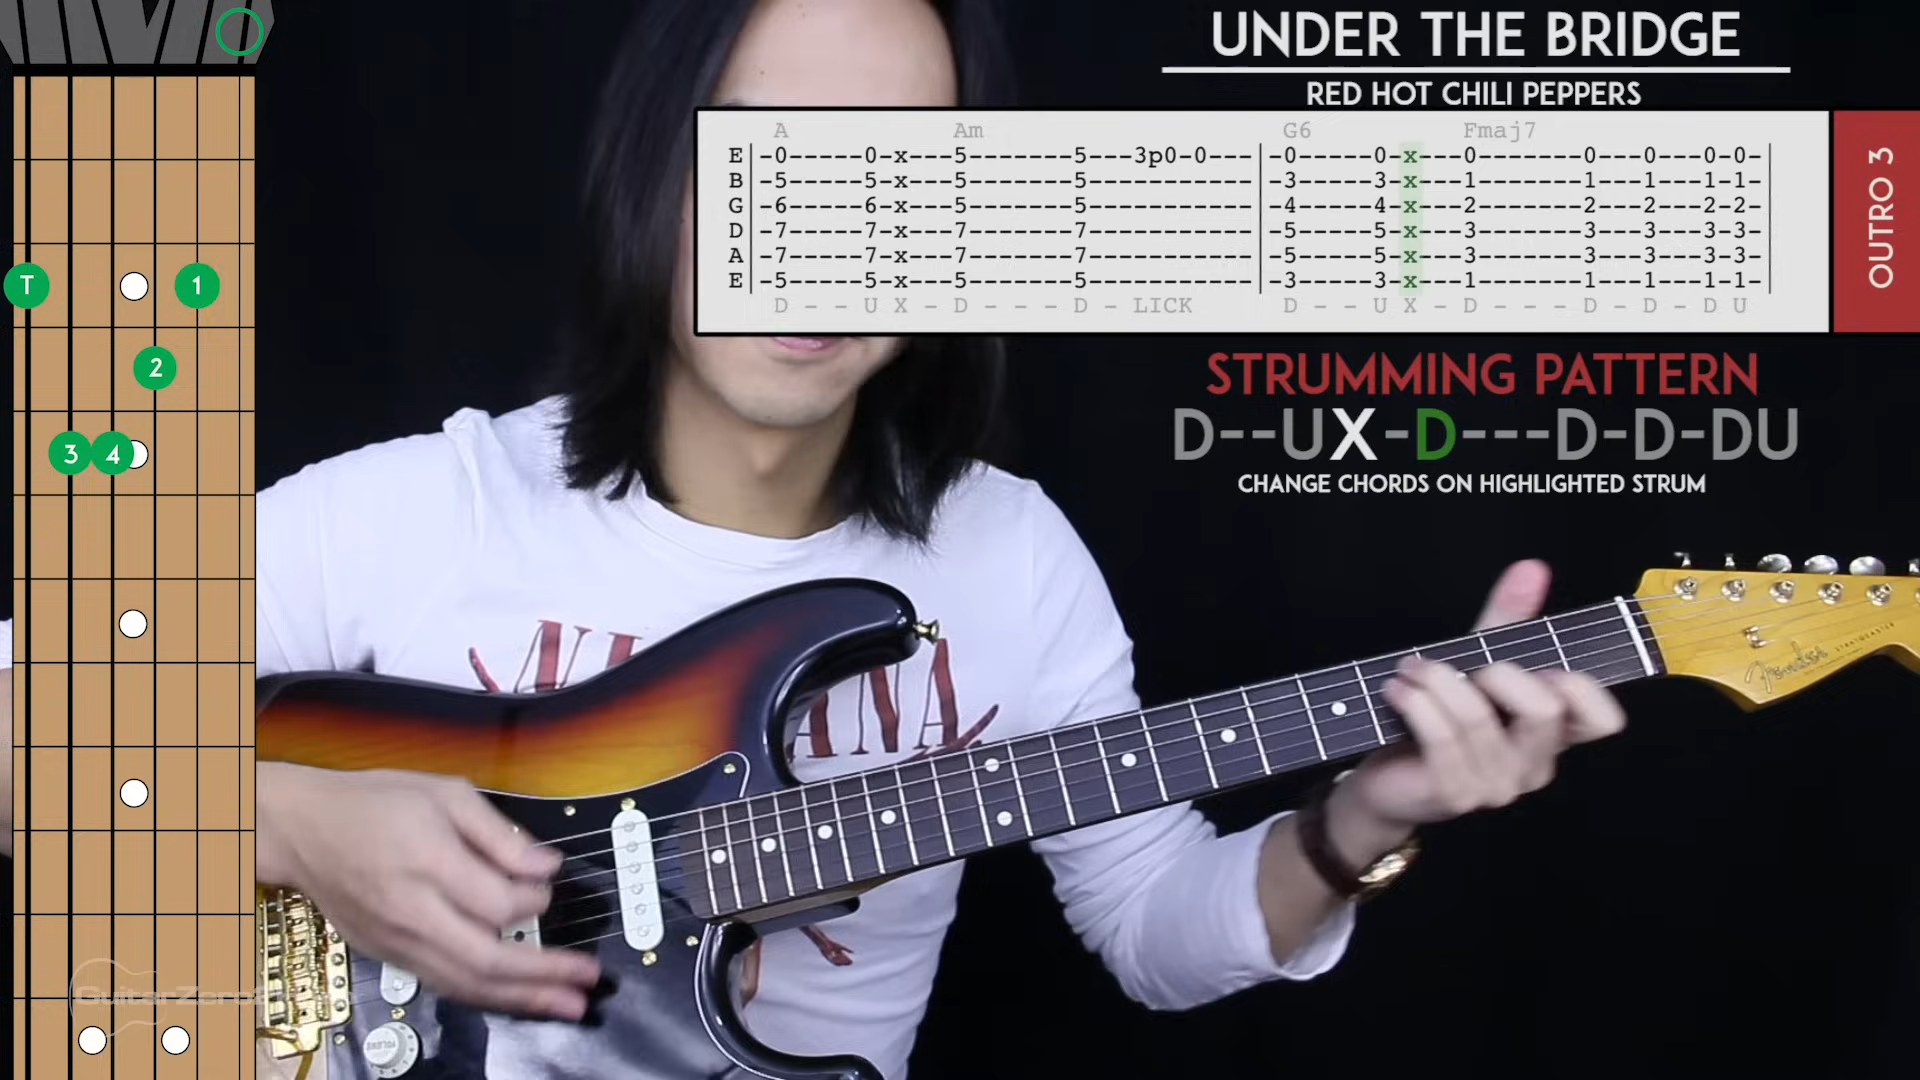 UNDER THE BRIDGE
RED HOT CHILI PEPPERS
A Am G6 Fmaj7
E|-0-----0-x---5-------5---3p0-0---|-0-----0-x---0-------0---0---0-0-|
B|-5-----5-x---5-------5-----------|-3-----3-x---1-------1---1---1-1-|
G|-6-----6-x---5-------5-----------|-4-----4-x---2-------2---2---2-2-|
D|-7-----7-x---7-------7-----------|-5-----5-x---3-------3---3---3-3-|
A|-7-----7-x---7-------7-----------|-5-----5-x---3-------3---3---3-3-|
E|-5-----5-x---5-------5-----------|-3-----3-x---1-------1---1---1-1-|
D - - U X - D - - - D - LICK D - - U X - D - - - D - D - D U
OUTRO 3
STRUMMING PATTERN
D--UX-D---D-D-DU
CHANGE CHORDS ON HIGHLIGHTED STRUM
T 1
2
3 4
Fender
STRATOCASTER
VOLUME